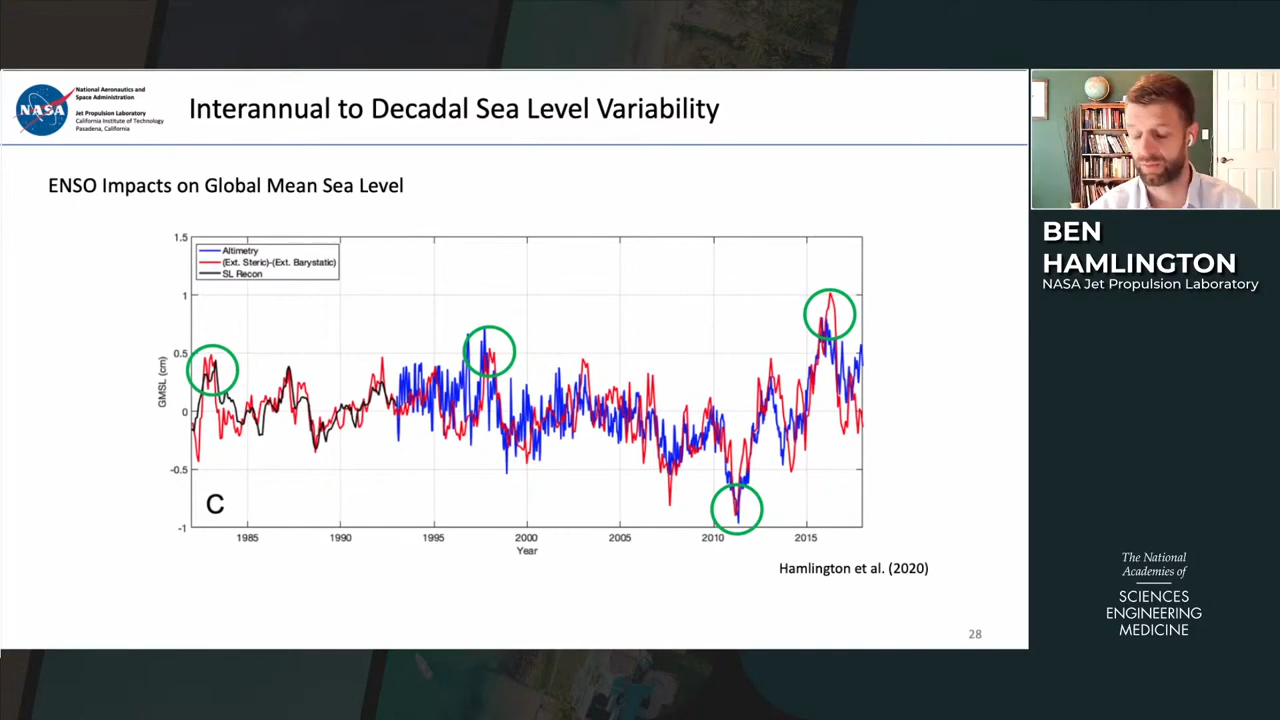 NASA
National Aeronautics and
Space Administration
Jet Propulsion Laboratory
California Institute of Technology
Pasadena, California
Interannual to Decadal Sea Level Variability
ENSO Impacts on Global Mean Sea Level
1.5
1
0.5
0
-0.5
-1
GMSL (cm)
Altimetry
(Ext. Steric)-(Ext. Barystatic)
SL Recon
C
1985
1990
1995
2000
2005
2010
2015
Year
Hamlington et al. (2020)
28
BEN
HAMLINGTON
NASA Jet Propulsion Laboratory
The National
Academies of
SCIENCES
ENGINEERING
MEDICINE